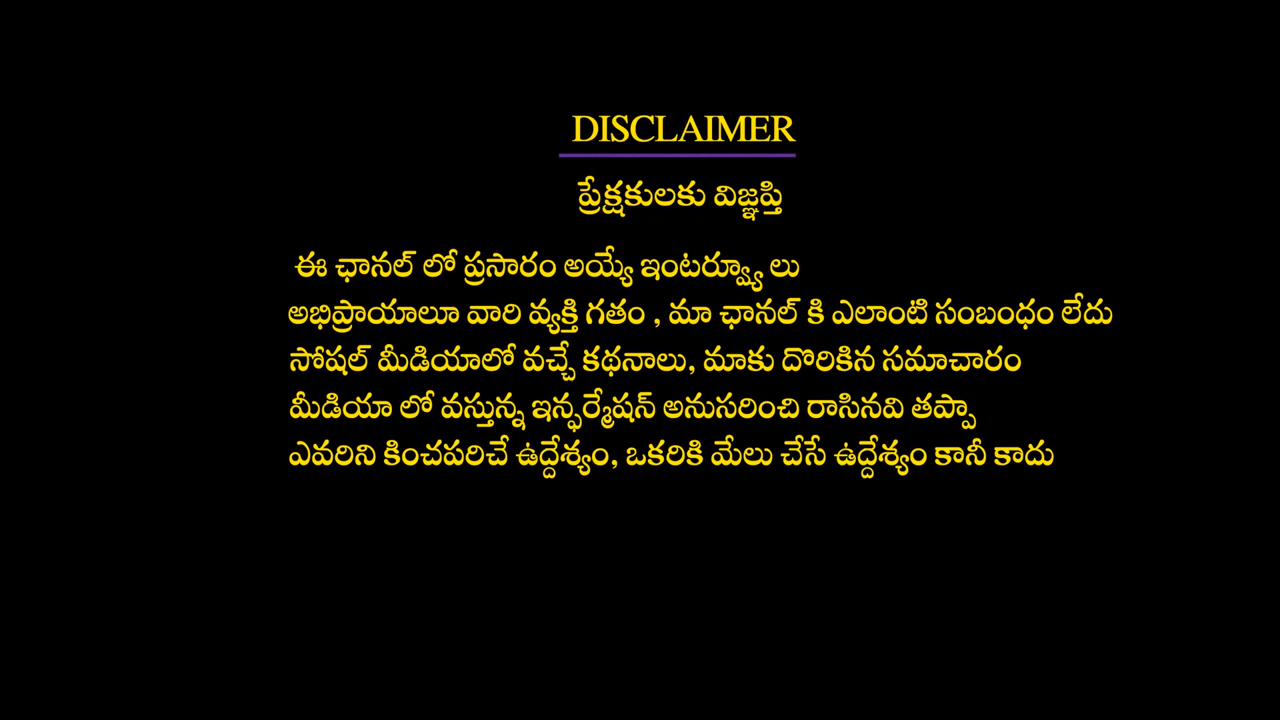 DISCLAIMER
ప్రేక్షకులకు విజ్ఞప్తి
ఈ ఛానల్ లో ప్రసారం అయ్యే ఇంటర్వ్యూ లు
అభిప్రాయాలూ వారి వ్యక్తి గతం , మా ఛానల్ కి ఎలాంటి సంబంధం లేదు
సోషల్ మీడియాలో వచ్చే కథనాలు, మాకు దొరికిన సమాచారం
మీడియా లో వస్తున్న ఇన్ఫర్మేషన్ అనుసరించి రాసినవి తప్పా
ఎవరిని కించపరిచే ఉద్దేశ్యం, ఒకరికి మేలు చేసే ఉద్దేశ్యం కానీ కాదు